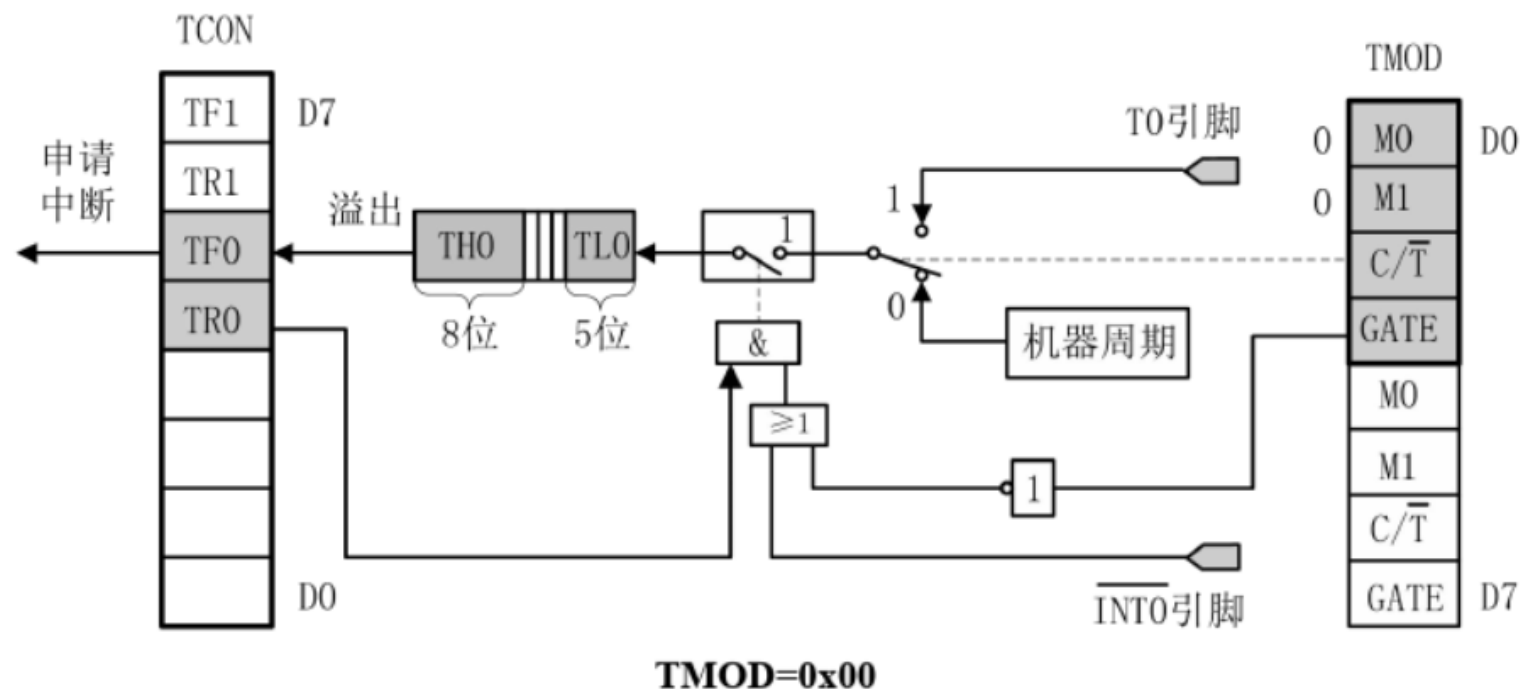 TCON
TF1
D7
TR1
TF0
TR0
D0
申请
中断
溢出
TH0
TL0
8位
5位
1
&
≥1
1
T0引脚
1
0
机器周期
INT0引脚
TMOD
0
M0
D0
0
M1
C/T
GATE
M0
M1
C/T
GATE
D7
TMOD=0x00